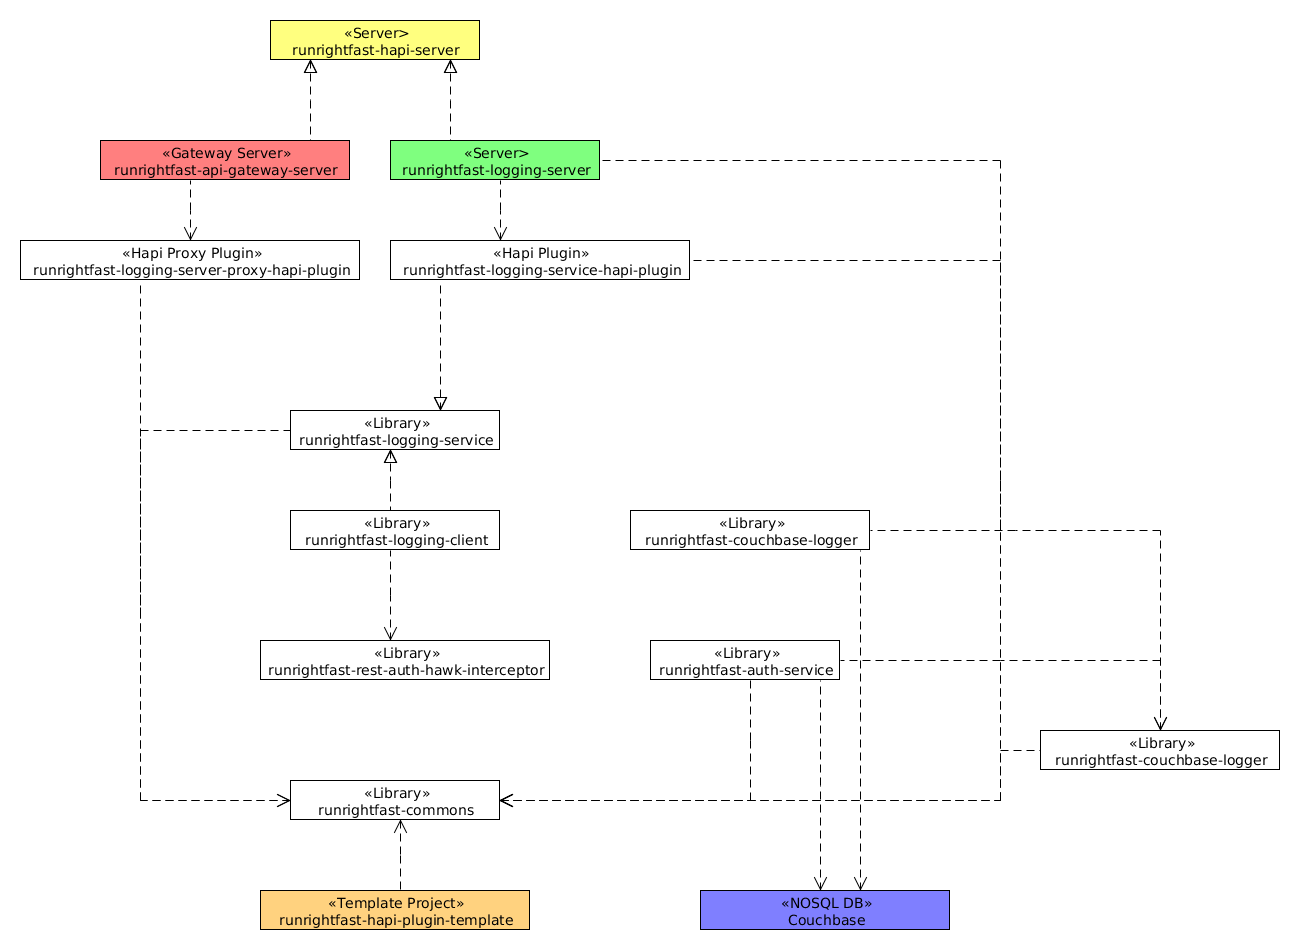 «Server>
runrightfast-hapi-server
«Gateway Server»
runrightfast-api-gateway-server
«Server>
runrightfast-logging-server
«Hapi Proxy Plugin»
runrightfast-logging-server-proxy-hapi-plugin
«Hapi Plugin»
runrightfast-logging-service-hapi-plugin
«Library»
runrightfast-logging-service
«Library»
runrightfast-logging-client
«Library»
runrightfast-couchbase-logger
«Library»
runrightfast-rest-auth-hawk-interceptor
«Library»
runrightfast-auth-service
«Library»
runrightfast-couchbase-logger
«Library»
runrightfast-commons
«Template Project»
runrightfast-hapi-plugin-template
«NOSQL DB»
Couchbase